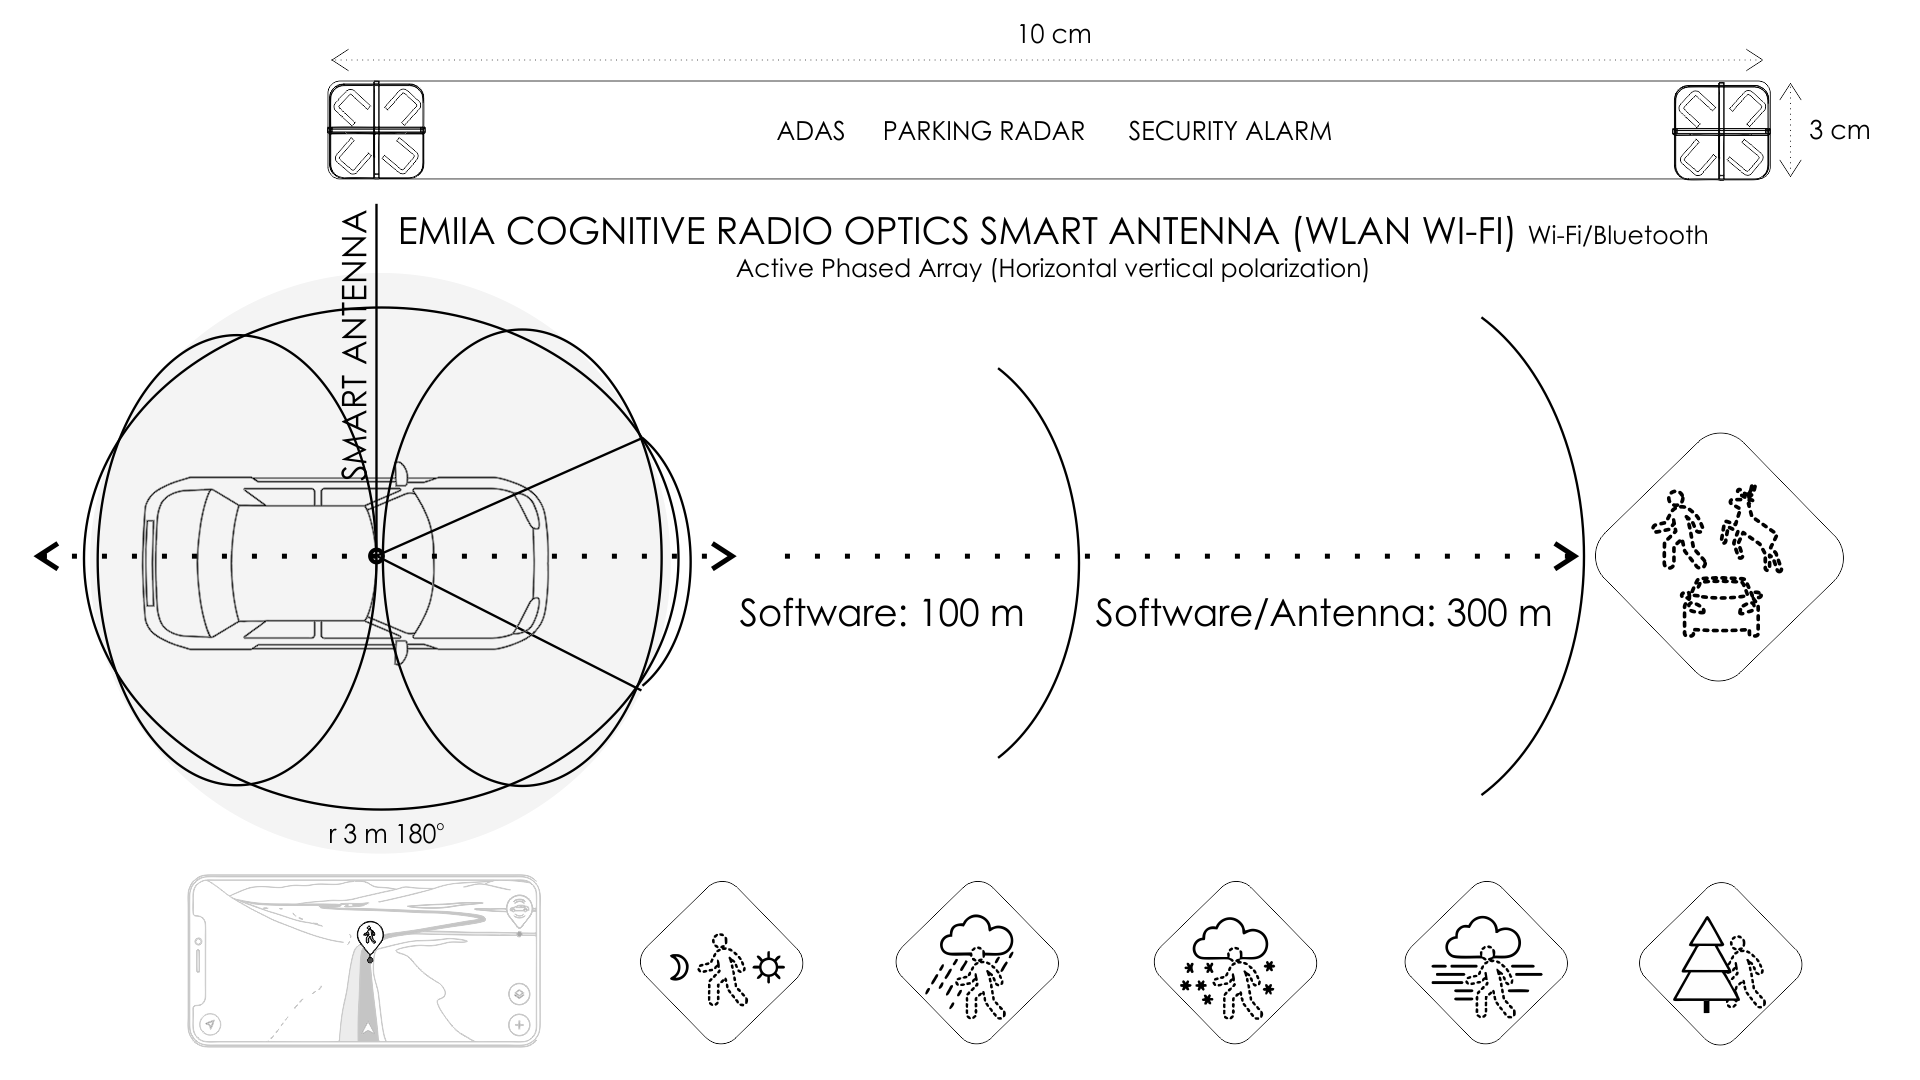 10 cm
ADAS PARKING RADAR SECURITY ALARM
3 cm
EMIIA COGNITIVE RADIO OPTICS SMART ANTENNA (WLAN WI-FI) Wi-Fi/Bluetooth
Active Phased Array (Horizontal vertical polarization)
SMART ANTENNA
Software: 100 m
Software/Antenna: 300 m
r 3 m 180°